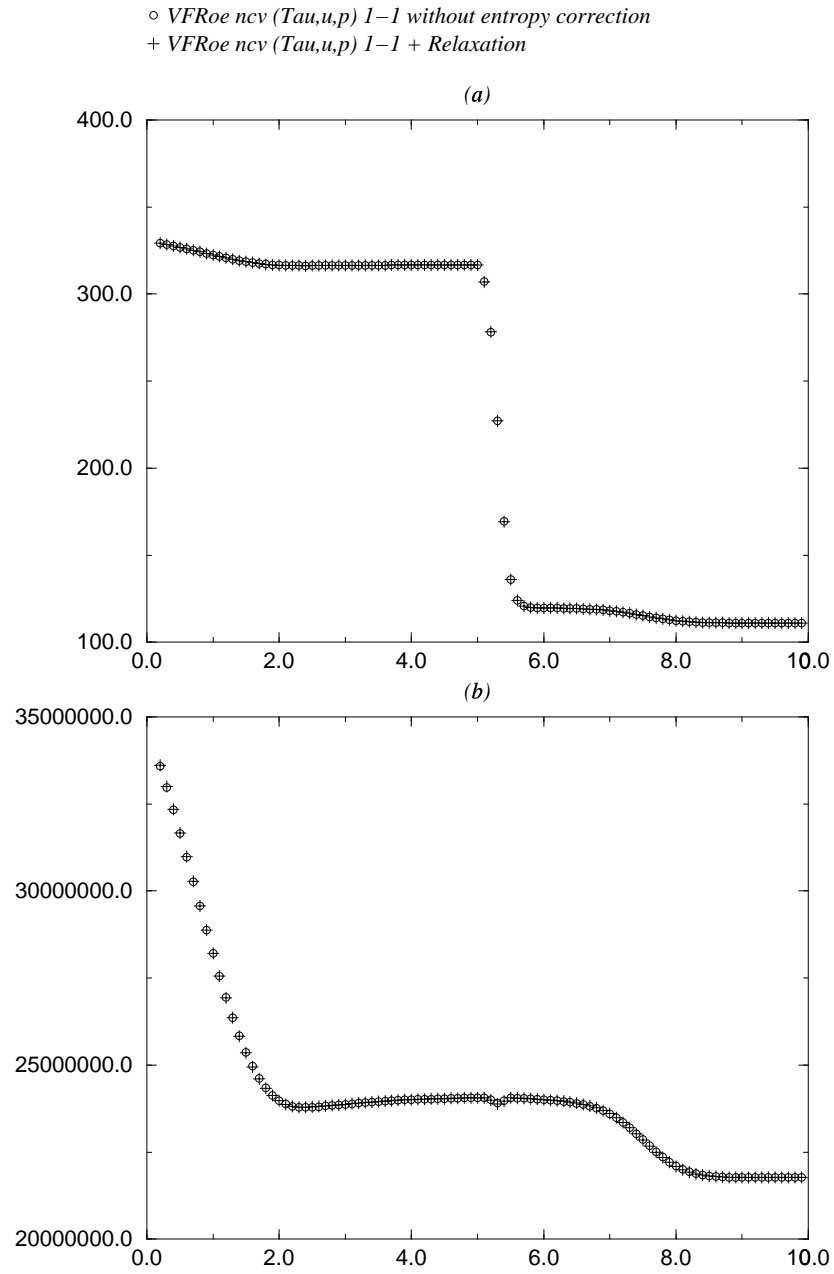 VFRoe ncv (Tau,u,p) 1−1 without entropy correction
VFRoe ncv (Tau,u,p) 1−1 + Relaxation
(a)
400.0
300.0
200.0
100.0
0.0 2.0 4.0 6.0 8.0 10.0
(b)
35000000.0
30000000.0
25000000.0
20000000.0
0.0 2.0 4.0 6.0 8.0 10.0